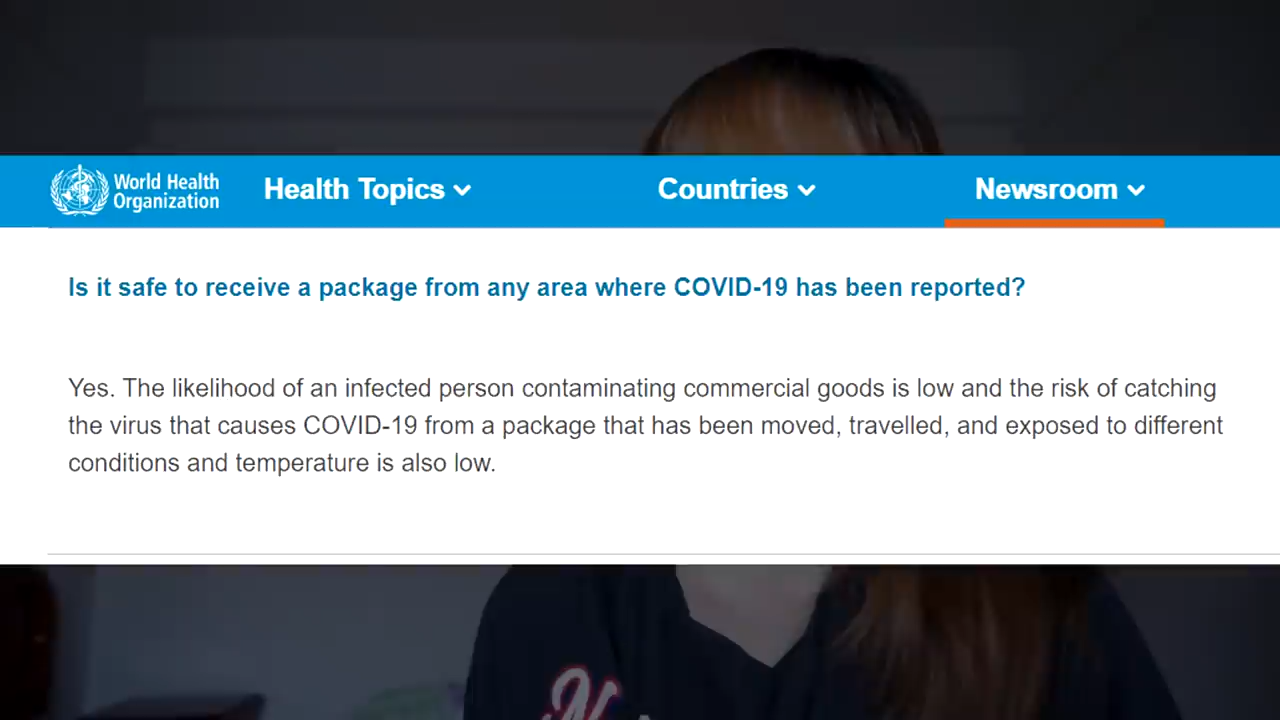 World Health
Organization
Health Topics
Countries
Newsroom
Is it safe to receive a package from any area where COVID-19 has been reported?
Yes. The likelihood of an infected person contaminating commercial goods is low and the risk of catching
the virus that causes COVID-19 from a package that has been moved, travelled, and exposed to different
conditions and temperature is also low.